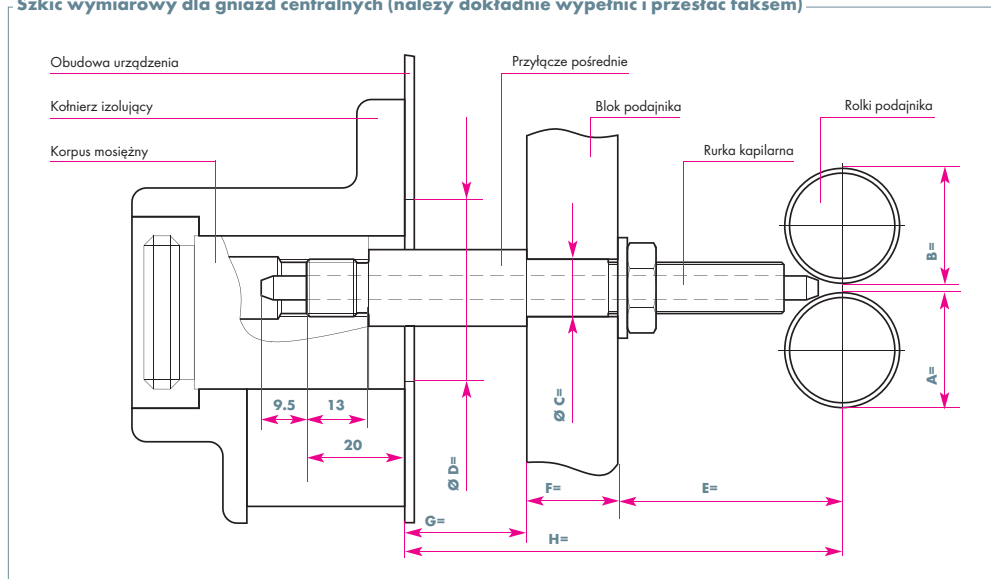 Szkic wymiarowy dla gniazd centralnych (należy dokładnie wypełnić i przesłać faksem)
Obudowa urządzenia
Przyłącze pośrednie
Kołnierz izolujący
Blok podajnika
Rolki podajnika
Korpus mosiężny
Rurka kapilarna
B=
A=
9.5
13
Ø C=
20
Ø D=
F=
E=
G=
H=